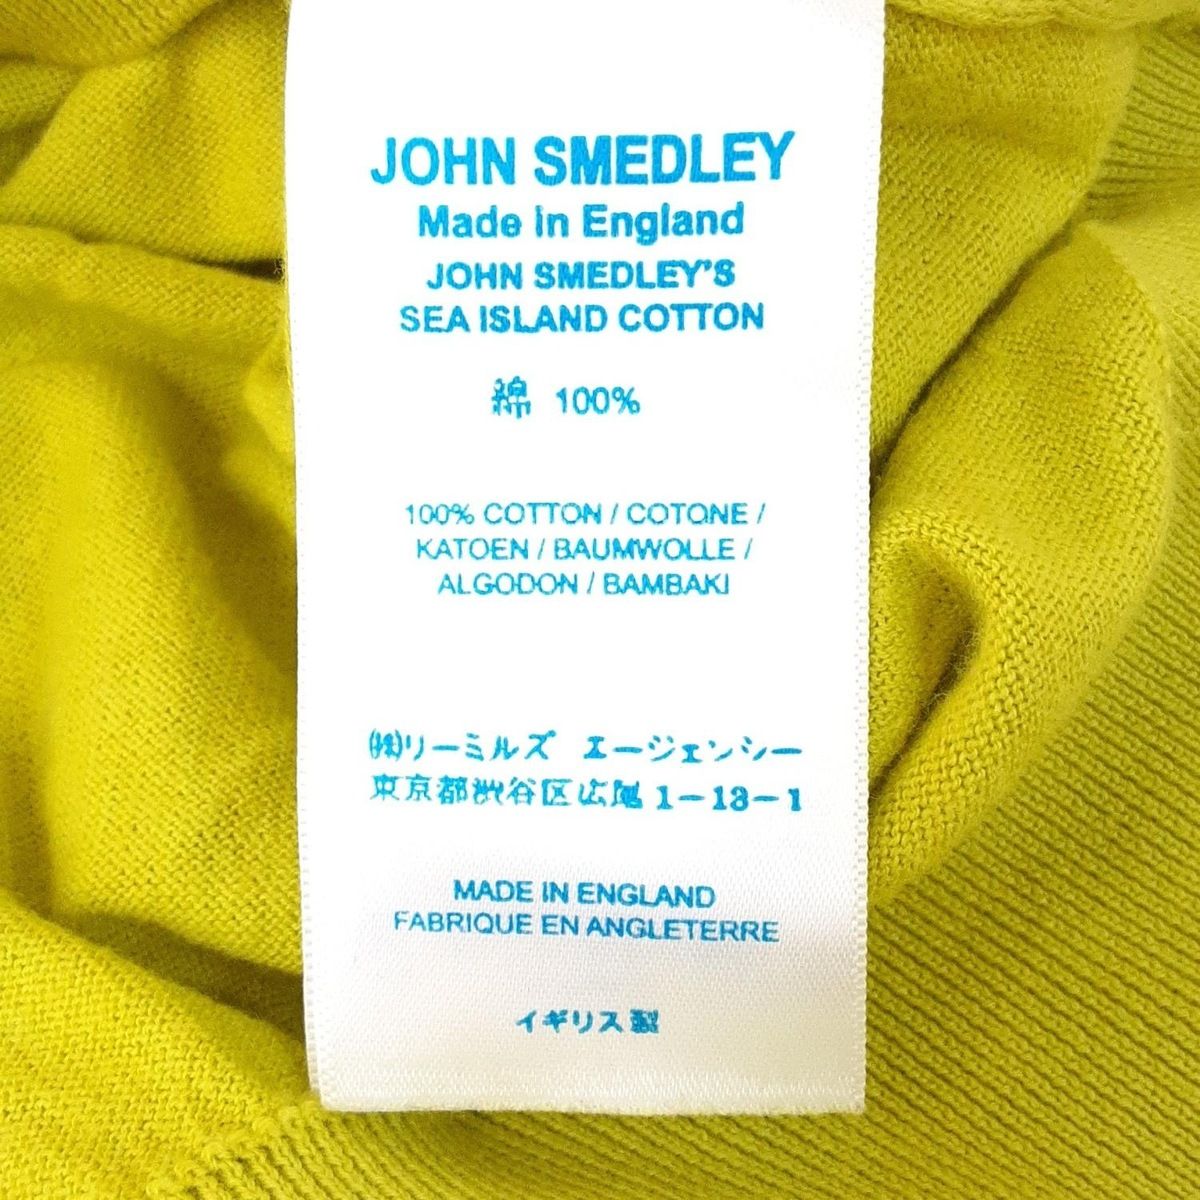 JOHN SMEDLEY
Made in England
JOHN SMEDLEY'S
SEA ISLAND COTTON
綿 100%
100% COTTON / COTONE /
KATOEN / BAUMWOLLE /
ALGODON / BAMBAKI
㈱リーミルズ エージェンシー
東京都渋谷区広尾1-13-1
MADE IN ENGLAND
FABRIQUE EN ANGLETERRE
イギリス製